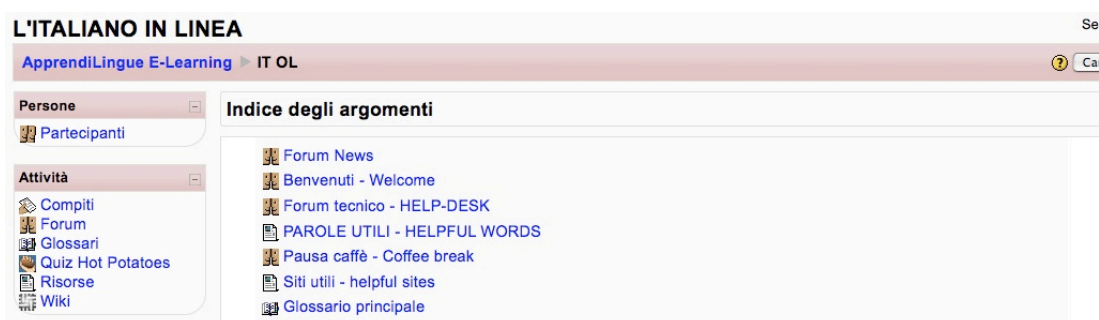 L'ITALIANO IN LINEA
Se
ApprendiLingue E-Learning ► IT OL
? Ca
Persone
Partecipanti
Attività
Compiti
Forum
Glossari
Quiz Hot Potatoes
Risorse
Wiki
Indice degli argomenti
Forum News
Benvenuti - Welcome
Forum tecnico - HELP-DESK
PAROLE UTILI - HELPFUL WORDS
Pausa caffè - Coffee break
Siti utili - helpful sites
Glossario principale